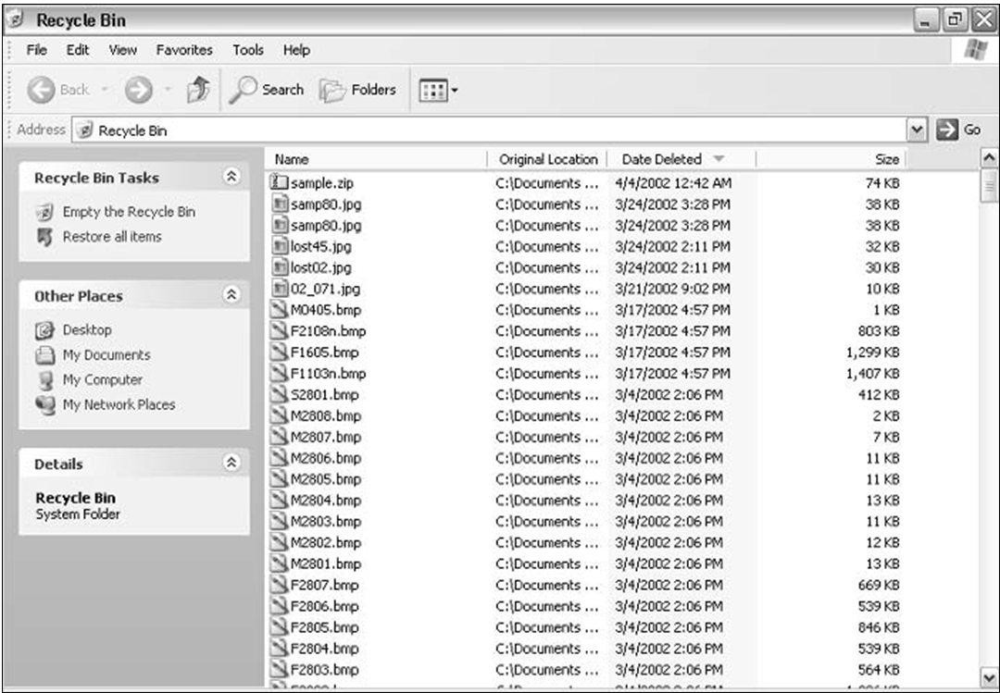 Recycle Bin
File Edit View Favorites Tools Help
Back Search Folders
Address Recycle Bin Go
Recycle Bin Tasks
Empty the Recycle Bin
Restore all items
Other Places
Desktop
My Documents
My Computer
My Network Places
Details
Recycle Bin
System Folder
Name Original Location Date Deleted Size
sample.zip C:\Documents ... 4/4/2002 12:42 AM 74 KB
samp80.jpg C:\Documents ... 3/24/2002 3:28 PM 38 KB
samp80.jpg C:\Documents ... 3/24/2002 3:28 PM 38 KB
lost45.jpg C:\Documents ... 3/24/2002 2:11 PM 32 KB
lost02.jpg C:\Documents ... 3/24/2002 2:11 PM 30 KB
02_071.jpg C:\Documents ... 3/21/2002 9:02 PM 10 KB
M0405.bmp C:\Documents ... 3/17/2002 4:57 PM 1 KB
F2108n.bmp C:\Documents ... 3/17/2002 4:57 PM 803 KB
F1605.bmp C:\Documents ... 3/17/2002 4:57 PM 1,299 KB
F1103n.bmp C:\Documents ... 3/17/2002 4:57 PM 1,407 KB
S2801.bmp C:\Documents ... 3/4/2002 2:06 PM 412 KB
M2808.bmp C:\Documents ... 3/4/2002 2:06 PM 2 KB
M2807.bmp C:\Documents ... 3/4/2002 2:06 PM 7 KB
M2806.bmp C:\Documents ... 3/4/2002 2:06 PM 11 KB
M2805.bmp C:\Documents ... 3/4/2002 2:06 PM 11 KB
M2804.bmp C:\Documents ... 3/4/2002 2:06 PM 13 KB
M2803.bmp C:\Documents ... 3/4/2002 2:06 PM 11 KB
M2802.bmp C:\Documents ... 3/4/2002 2:06 PM 12 KB
M2801.bmp C:\Documents ... 3/4/2002 2:06 PM 13 KB
F2807.bmp C:\Documents ... 3/4/2002 2:06 PM 669 KB
F2806.bmp C:\Documents ... 3/4/2002 2:06 PM 539 KB
F2805.bmp C:\Documents ... 3/4/2002 2:06 PM 846 KB
F2804.bmp C:\Documents ... 3/4/2002 2:06 PM 539 KB
F2803.bmp C:\Documents ... 3/4/2002 2:06 PM 564 KB